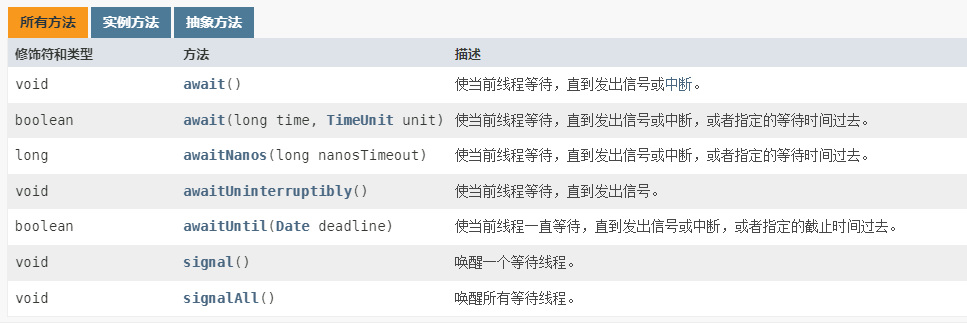 所有方法 实例方法 抽象方法
修饰符和类型 方法 描述
void await() 使当前线程等待，直到发出信号或中断。
boolean await(long time, TimeUnit unit) 使当前线程等待，直到发出信号或中断，或者指定的等待时间过去。
long awaitNanos(long nanosTimeout) 使当前线程等待，直到发出信号或中断，或者指定的等待时间过去。
void awaitUninterruptibly() 使当前线程等待，直到发出信号。
boolean awaitUntil(Date deadline) 使当前线程一直等待，直到发出信号或中断，或者指定的截止时间过去。
void signal() 唤醒一个等待线程。
void signalAll() 唤醒所有等待线程。